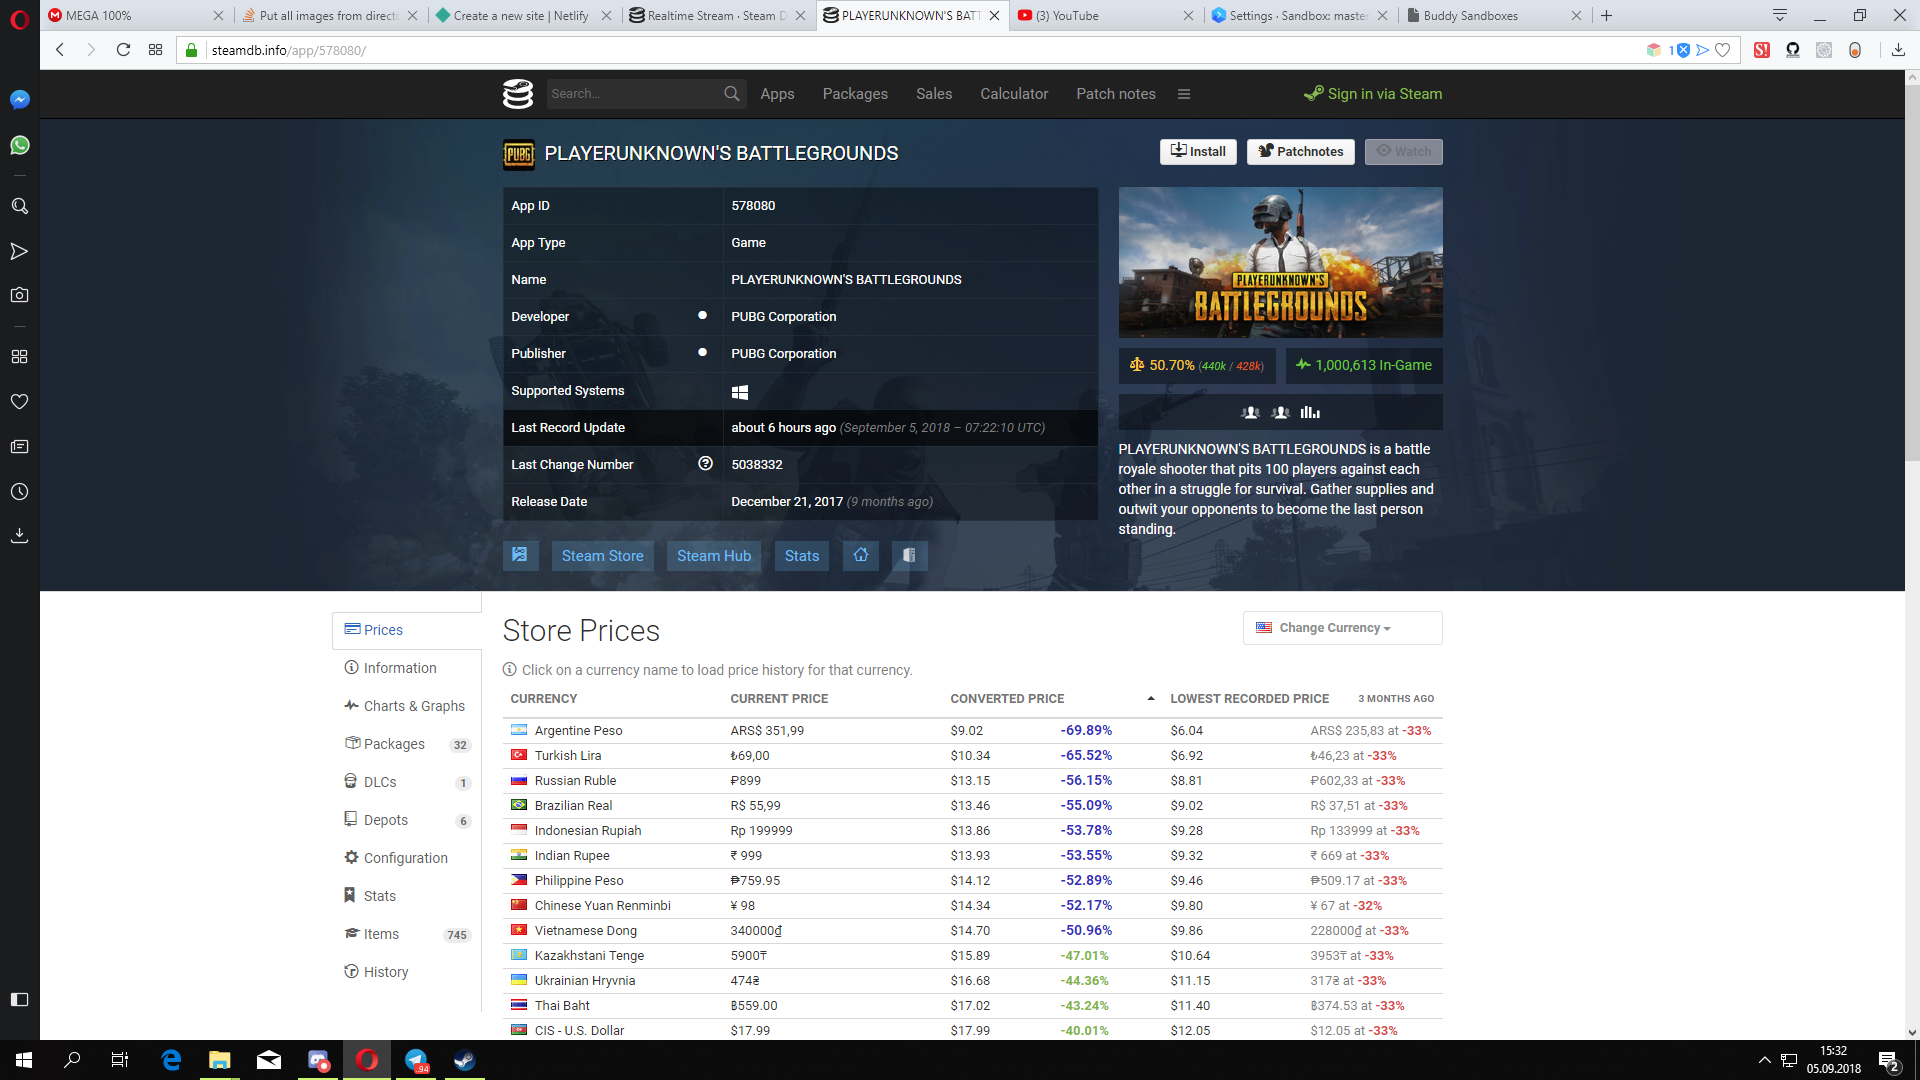 MEGA 100%
Put all images from directo
Create a new site | Netlify
Realtime Stream · Steam D
PLAYERUNKNOWN'S BATT
(3) YouTube
Settings · Sandbox: master
Buddy Sandboxes
steamdb.info/app/578080/
1
Search...
Apps
Packages
Sales
Calculator
Patch notes
Sign in via Steam
PUBG
PLAYERUNKNOWN'S BATTLEGROUNDS
Install
Patchnotes
Watch
App ID 578080
App Type Game
Name PLAYERUNKNOWN'S BATTLEGROUNDS
Developer PUBG Corporation
Publisher PUBG Corporation
Supported Systems
Last Record Update about 6 hours ago (September 5, 2018 – 07:22:10 UTC)
Last Change Number 5038332
Release Date December 21, 2017 (9 months ago)
Steam Store
Steam Hub
Stats
PLAYERUNKNOWN'S
BATTLEGROUNDS
50.70% (440k / 428k)
1,000,613 In-Game
PLAYERUNKNOWN'S BATTLEGROUNDS is a battle
royale shooter that pits 100 players against each
other in a struggle for survival. Gather supplies and
outwit your opponents to become the last person
standing.
Prices
Information
Charts & Graphs
Packages 32
DLCs 1
Depots 6
Configuration
Stats
Items 745
History
Store Prices
Change Currency
Click on a currency name to load price history for that currency.
CURRENCY CURRENT PRICE CONVERTED PRICE LOWEST RECORDED PRICE 3 MONTHS AGO
Argentine Peso ARS$ 351,99 $9.02 -69.89% $6.04 ARS$ 235,83 at -33%
Turkish Lira ₺69,00 $10.34 -65.52% $6.92 ₺46,23 at -33%
Russian Ruble ₽899 $13.15 -56.15% $8.81 ₽602,33 at -33%
Brazilian Real R$ 55,99 $13.46 -55.09% $9.02 R$ 37,51 at -33%
Indonesian Rupiah Rp 199999 $13.86 -53.78% $9.28 Rp 133999 at -33%
Indian Rupee ₹ 999 $13.93 -53.55% $9.32 ₹ 669 at -33%
Philippine Peso ₱759.95 $14.12 -52.89% $9.46 ₱509.17 at -33%
Chinese Yuan Renminbi ¥ 98 $14.34 -52.17% $9.80 ¥ 67 at -32%
Vietnamese Dong 340000₫ $14.70 -50.96% $9.86 228000₫ at -33%
Kazakhstani Tenge 5900₸ $15.89 -47.01% $10.64 3953₸ at -33%
Ukrainian Hryvnia 474₴ $16.68 -44.36% $11.15 317₴ at -33%
Thai Baht ฿559.00 $17.02 -43.24% $11.40 ฿374.53 at -33%
CIS - U.S. Dollar $17.99 $17.99 -40.01% $12.05 $12.05 at -33%
94
15:32
05.09.2018
2